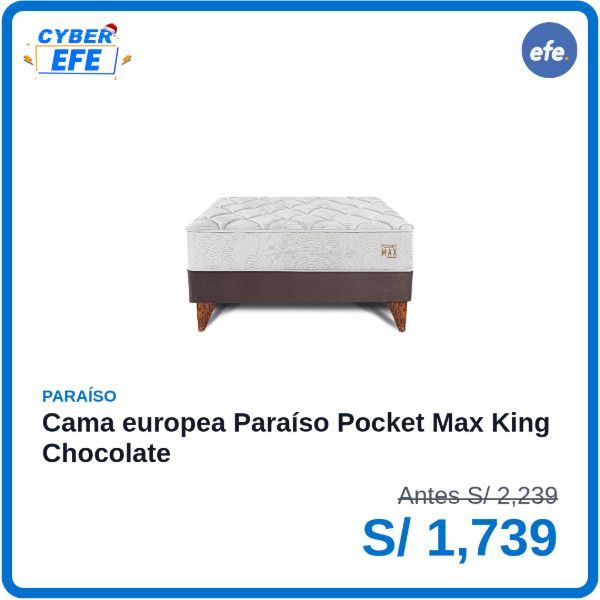 CYBER
EFE
efe.
POCKET
MAX
PARAÍSO
Cama europea Paraíso Pocket Max King
Chocolate
Antes S/ 2,239
S/ 1,739